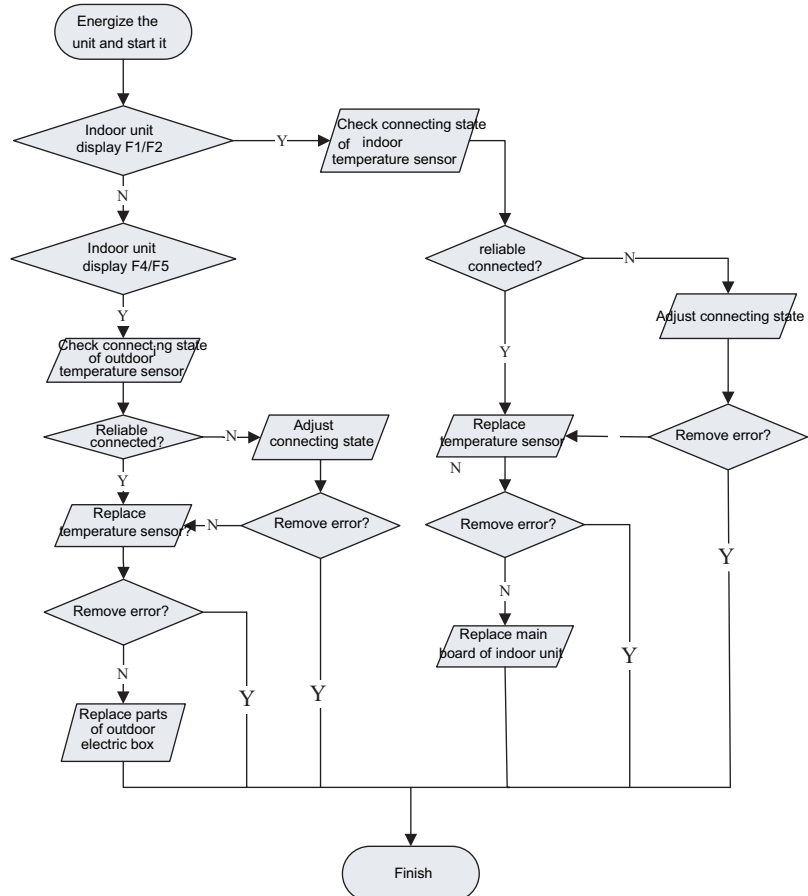 Energize the
unit and start it
Indoor unit
display F1/F2
Y
Check connecting state
of indoor
temperature sensor
N
Indoor unit
display F4/F5
reliable
connected?
N
Adjust connecting state
Y
Check connecting state
of outdoor
temperature sensor
Y
Reliable
connected?
N
Adjust
connecting state
Replace
temperature sensor
Remove error?
N
Y
Replace
temperature sensor?
N
Remove error?
Remove error?
Y
Remove error?
N
Replace main
board of indoor unit
Y
N
Y
Y
Replace parts
of outdoor
electric box
Finish